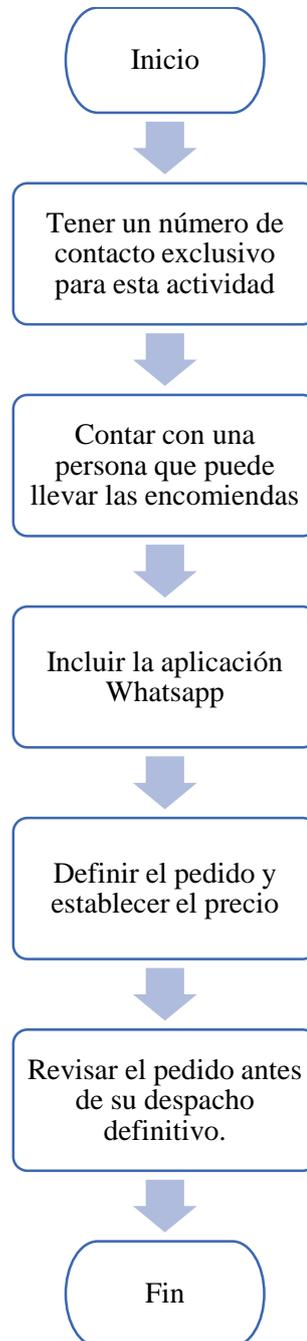 Inicio
Tener un número de
contacto exclusivo
para esta actividad
Contar con una
persona que puede
llevar las encomiendas
Incluir la aplicación
Whatsapp
Definir el pedido y
establecer el precio
Revisar el pedido antes
de su despacho
definitivo.
Fin